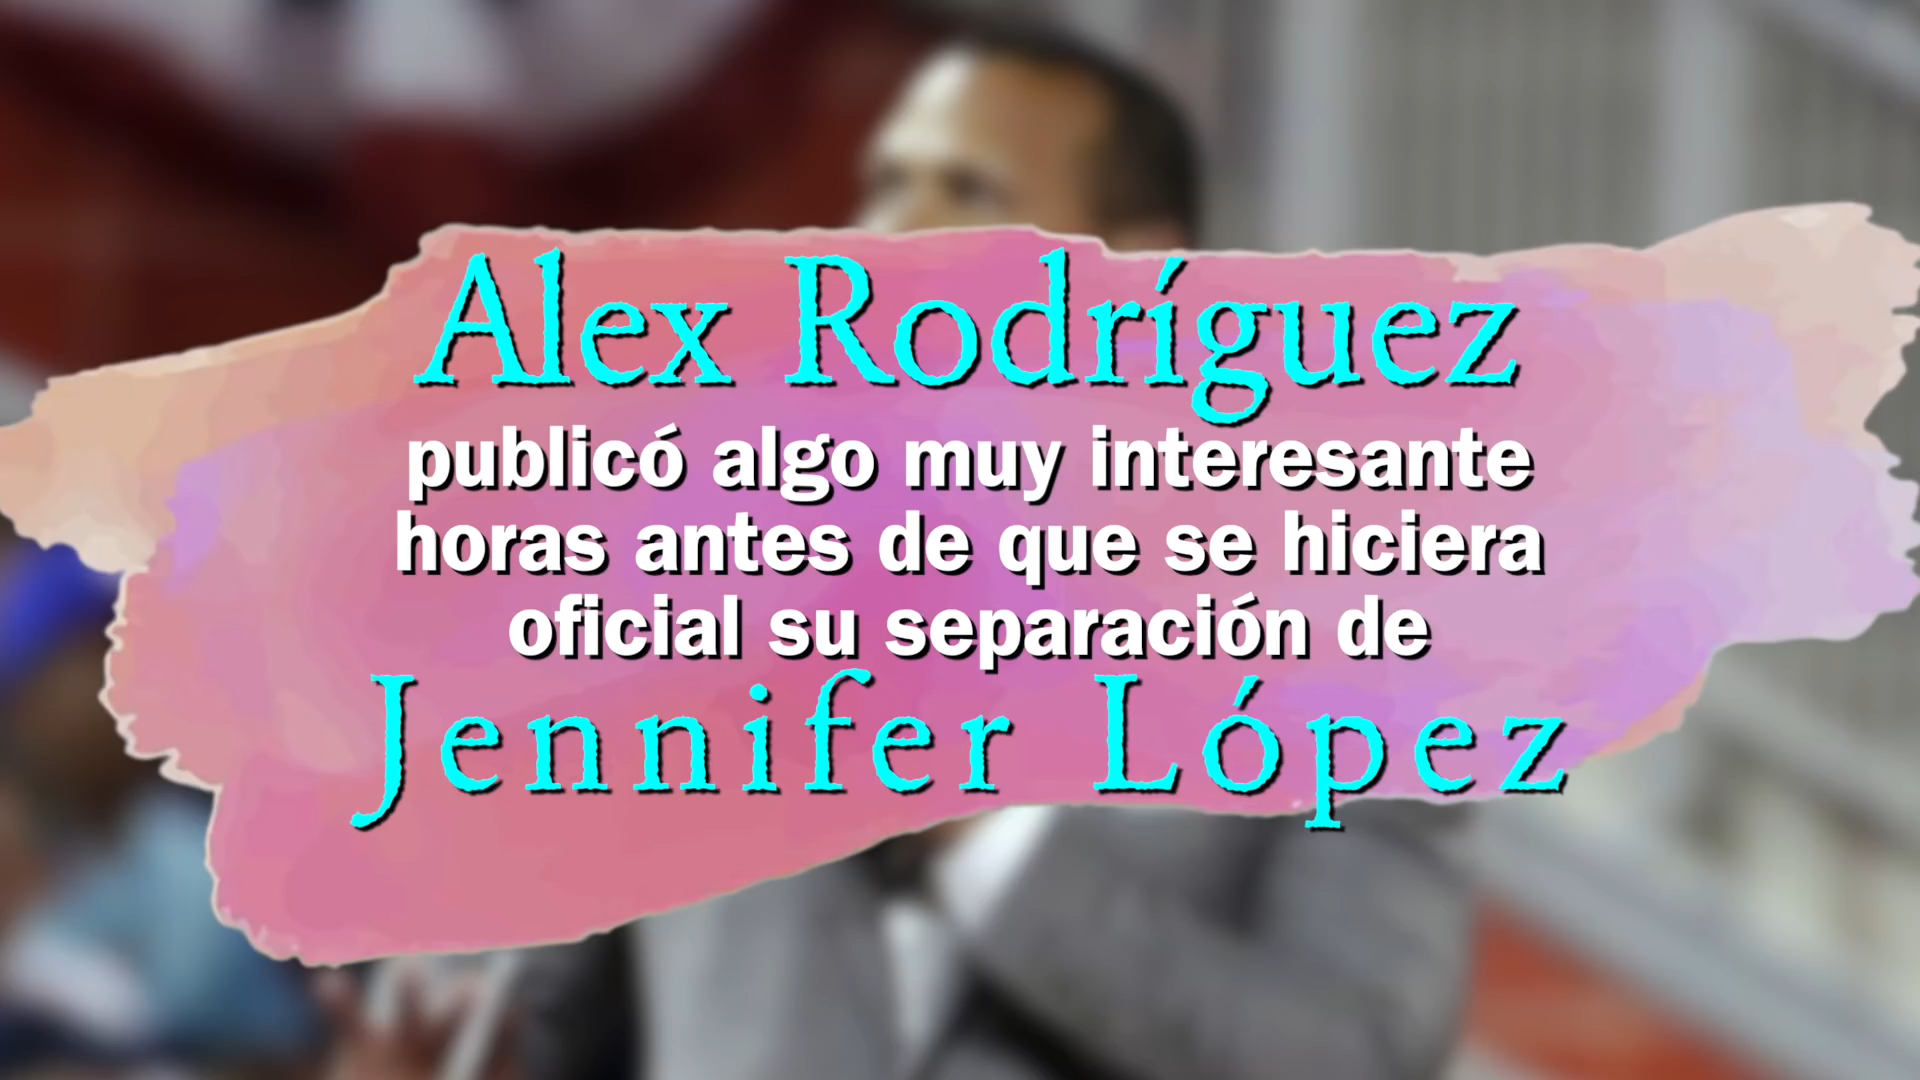 Alex Rodríguez
publicó algo muy interesante
horas antes de que se hiciera
oficial su separación de
Jennifer López